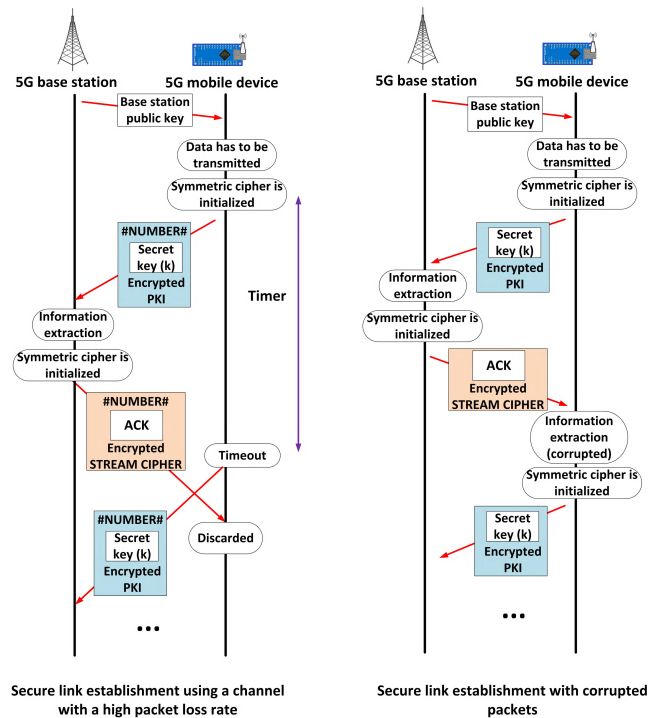 5G base station
5G mobile device
Base station
public key
Data has to be
transmitted
Symmetric cipher is
initialized
#NUMBER#
Secret
key (k)
Encrypted
PKI
Timer
Information
extraction
Symmetric cipher is
initialized
#NUMBER#
ACK
Encrypted
STREAM CIPHER
Timeout
#NUMBER#
Secret
key (k)
Encrypted
PKI
Discarded
...
Secure link establishment using a channel
with a high packet loss rate
5G base station
5G mobile device
Base station
public key
Data has to be
transmitted
Symmetric cipher is
initialized
Secret
key (k)
Encrypted
PKI
Information
extraction
Symmetric cipher is
initialized
ACK
Encrypted
STREAM CIPHER
Information
extraction
(corrupted)
Symmetric cipher is
initialized
Secret
key (k)
Encrypted
PKI
...
Secure link establishment with corrupted
packets